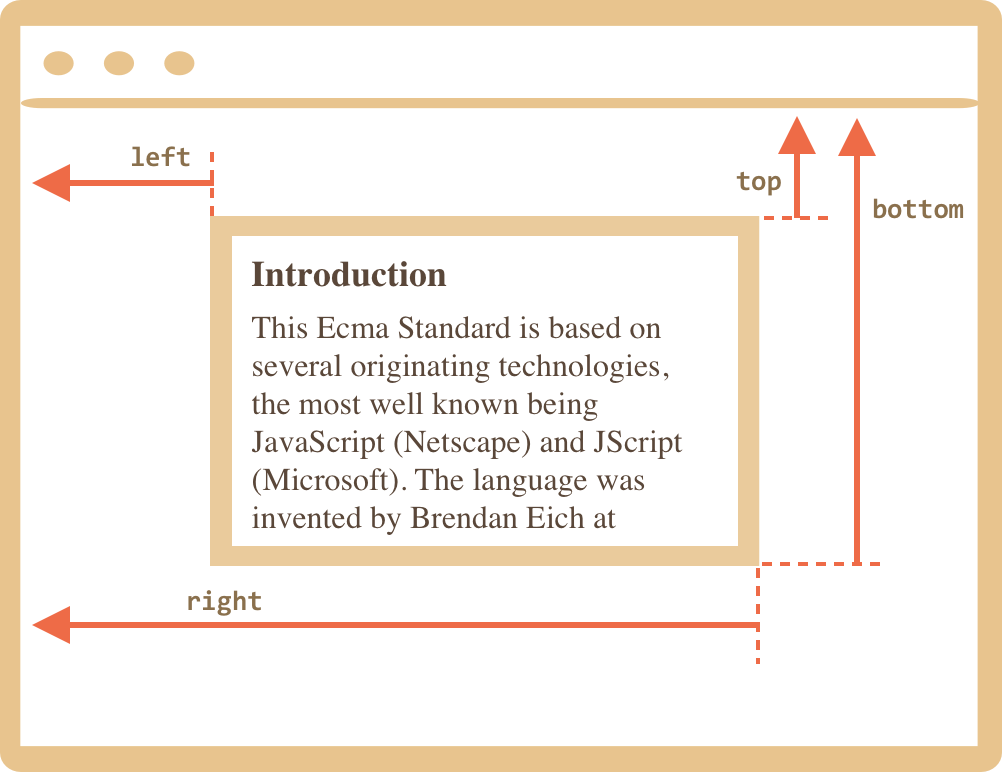 left
top
bottom
Introduction
This Ecma Standard is based on
several originating technologies,
the most well known being
JavaScript (Netscape) and JScript
(Microsoft). The language was
invented by Brendan Eich at
right